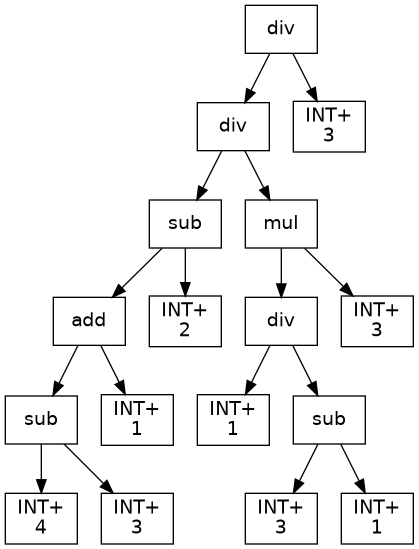 div
div
INT+
3
sub
mul
add
INT+
2
div
INT+
3
sub
INT+
1
INT+
1
sub
INT+
4
INT+
3
INT+
3
INT+
1